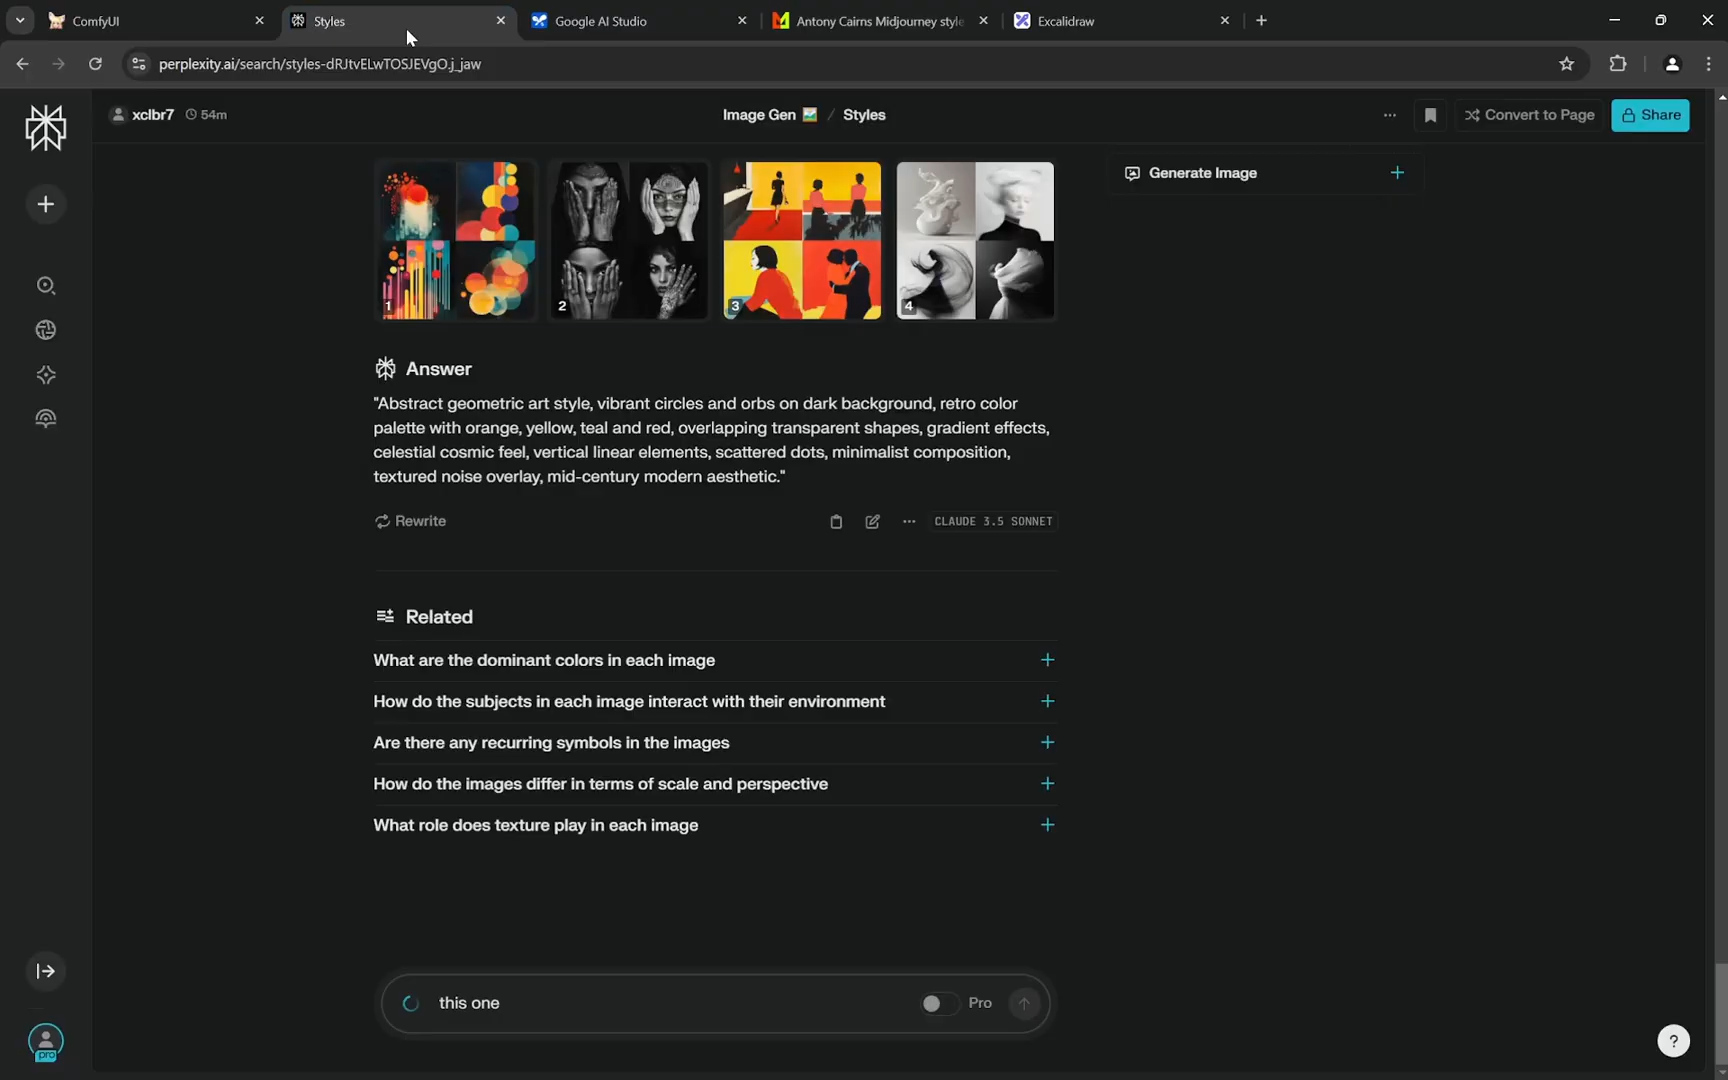 ComfyUI
Styles
Google AI Studio
Antony Cairns Midjourney style
Excalidraw
perplexity.ai/search/styles-dRJtvELwTOSJEVgO.j_jaw
xclbr7 54m
Image Gen / Styles
Convert to Page
Share
1
2
3
4
Generate Image
Answer
"Abstract geometric art style, vibrant circles and orbs on dark background, retro color
palette with orange, yellow, teal and red, overlapping transparent shapes, gradient effects,
celestial cosmic feel, vertical linear elements, scattered dots, minimalist composition,
textured noise overlay, mid-century modern aesthetic."
Rewrite
CLAUDE 3.5 SONNET
Related
What are the dominant colors in each image
How do the subjects in each image interact with their environment
Are there any recurring symbols in the images
How do the images differ in terms of scale and perspective
What role does texture play in each image
this one
Pro
pro
?